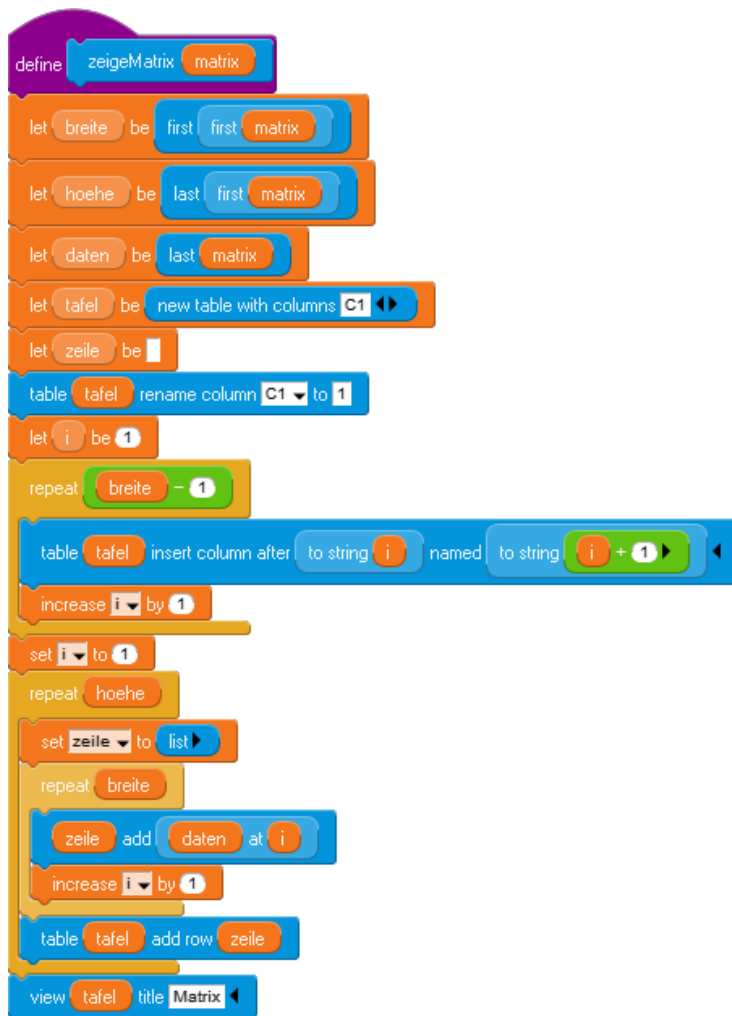 define zeigeMatrix matrix
let breite be first first matrix
let hoehe be last first matrix
let daten be last matrix
let tafel be new table with columns C1
let zeile be
table tafel rename column C1 to 1
let i be 1
repeat breite - 1
table tafel insert column after to string i named to string i + 1
increase i by 1
set i to 1
repeat hoehe
set zeile to list
repeat breite
zeile add daten at i
increase i by 1
table tafel add row zeile
view tafel title Matrix